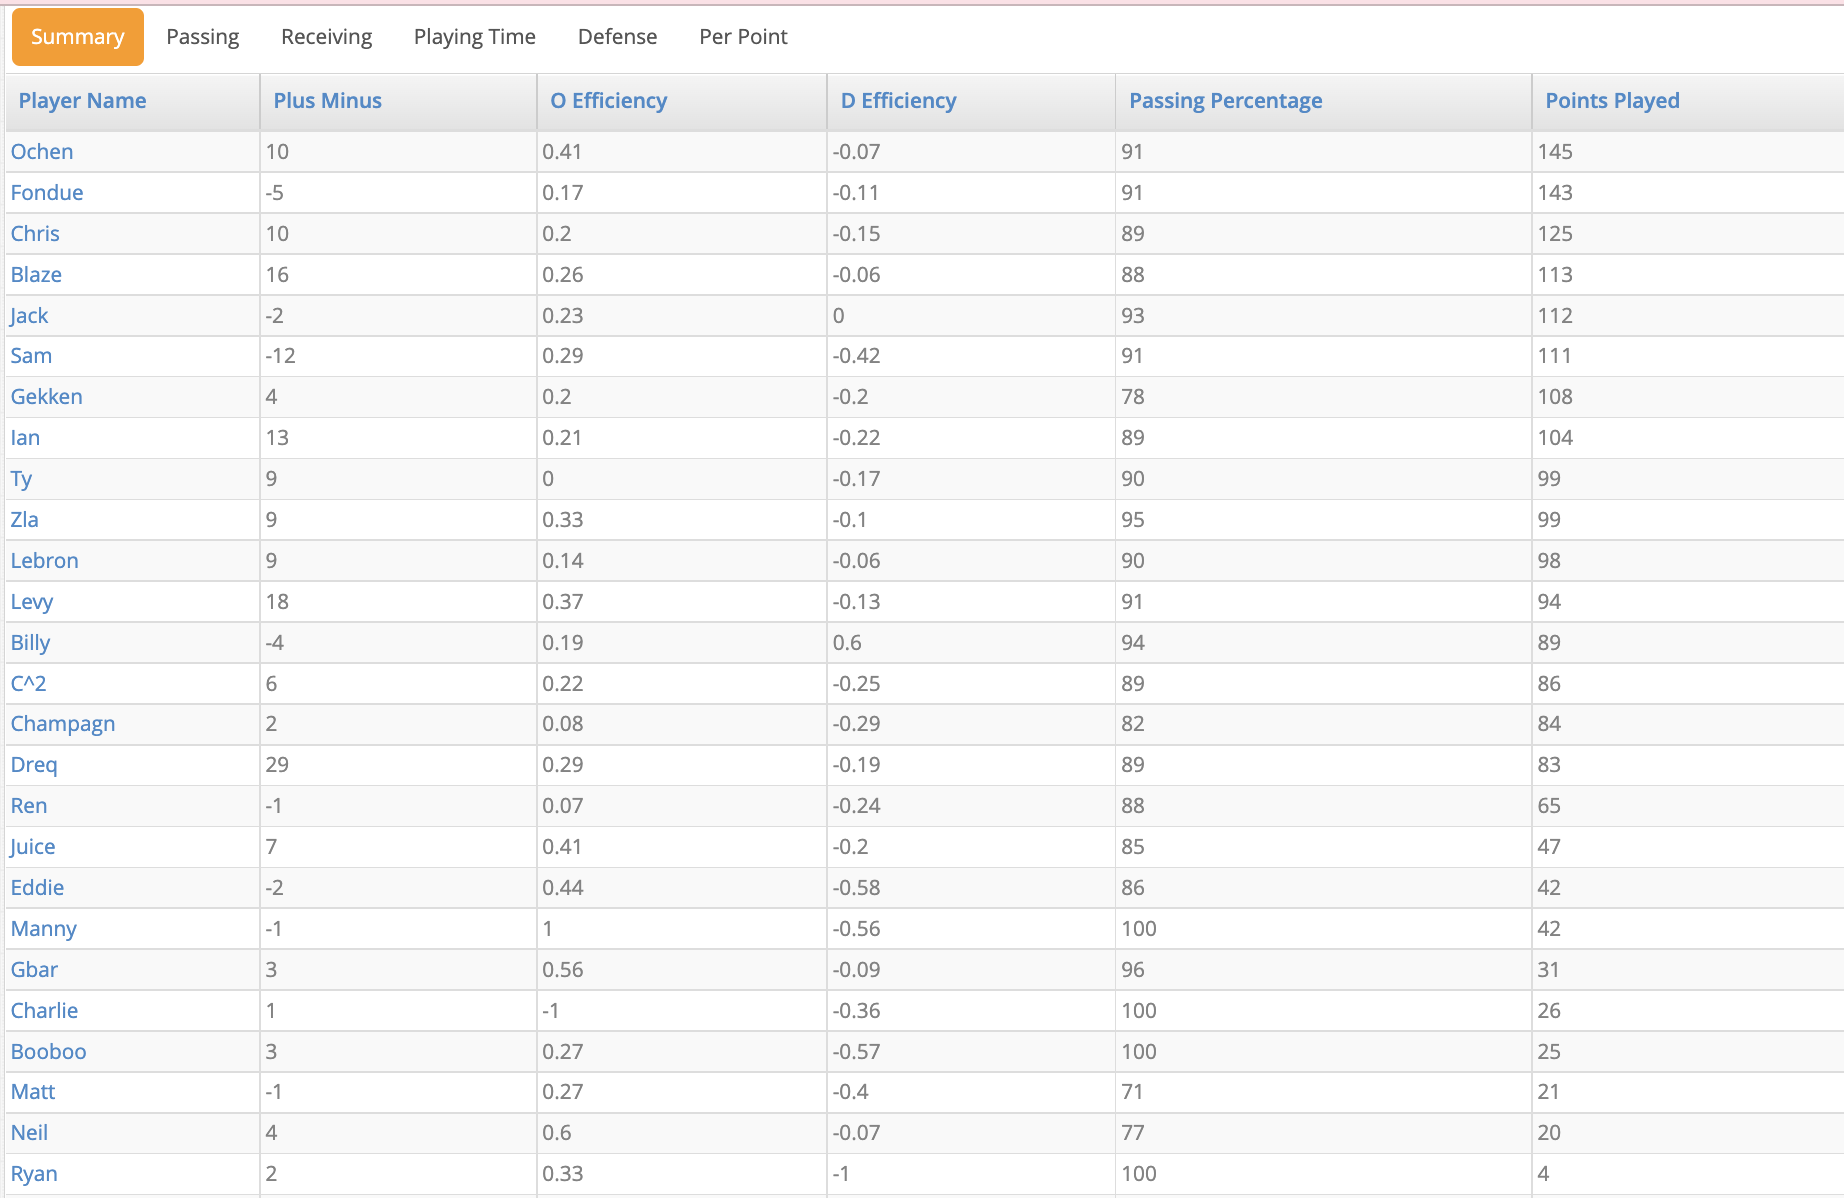 Summary Passing Receiving Playing Time Defense Per Point
Player Name Plus Minus O Efficiency D Efficiency Passing Percentage Points Played
Ochen 10 0.41 -0.07 91 145
Fondue -5 0.17 -0.11 91 143
Chris 10 0.2 -0.15 89 125
Blaze 16 0.26 -0.06 88 113
Jack -2 0.23 0 93 112
Sam -12 0.29 -0.42 91 111
Gekken 4 0.2 -0.2 78 108
Ian 13 0.21 -0.22 89 104
Ty 9 0 -0.17 90 99
Zla 9 0.33 -0.1 95 99
Lebron 9 0.14 -0.06 90 98
Levy 18 0.37 -0.13 91 94
Billy -4 0.19 0.6 94 89
C^2 6 0.22 -0.25 89 86
Champagn 2 0.08 -0.29 82 84
Dreq 29 0.29 -0.19 89 83
Ren -1 0.07 -0.24 88 65
Juice 7 0.41 -0.2 85 47
Eddie -2 0.44 -0.58 86 42
Manny -1 1 -0.56 100 42
Gbar 3 0.56 -0.09 96 31
Charlie 1 -1 -0.36 100 26
Booboo 3 0.27 -0.57 100 25
Matt -1 0.27 -0.4 71 21
Neil 4 0.6 -0.07 77 20
Ryan 2 0.33 -1 100 4